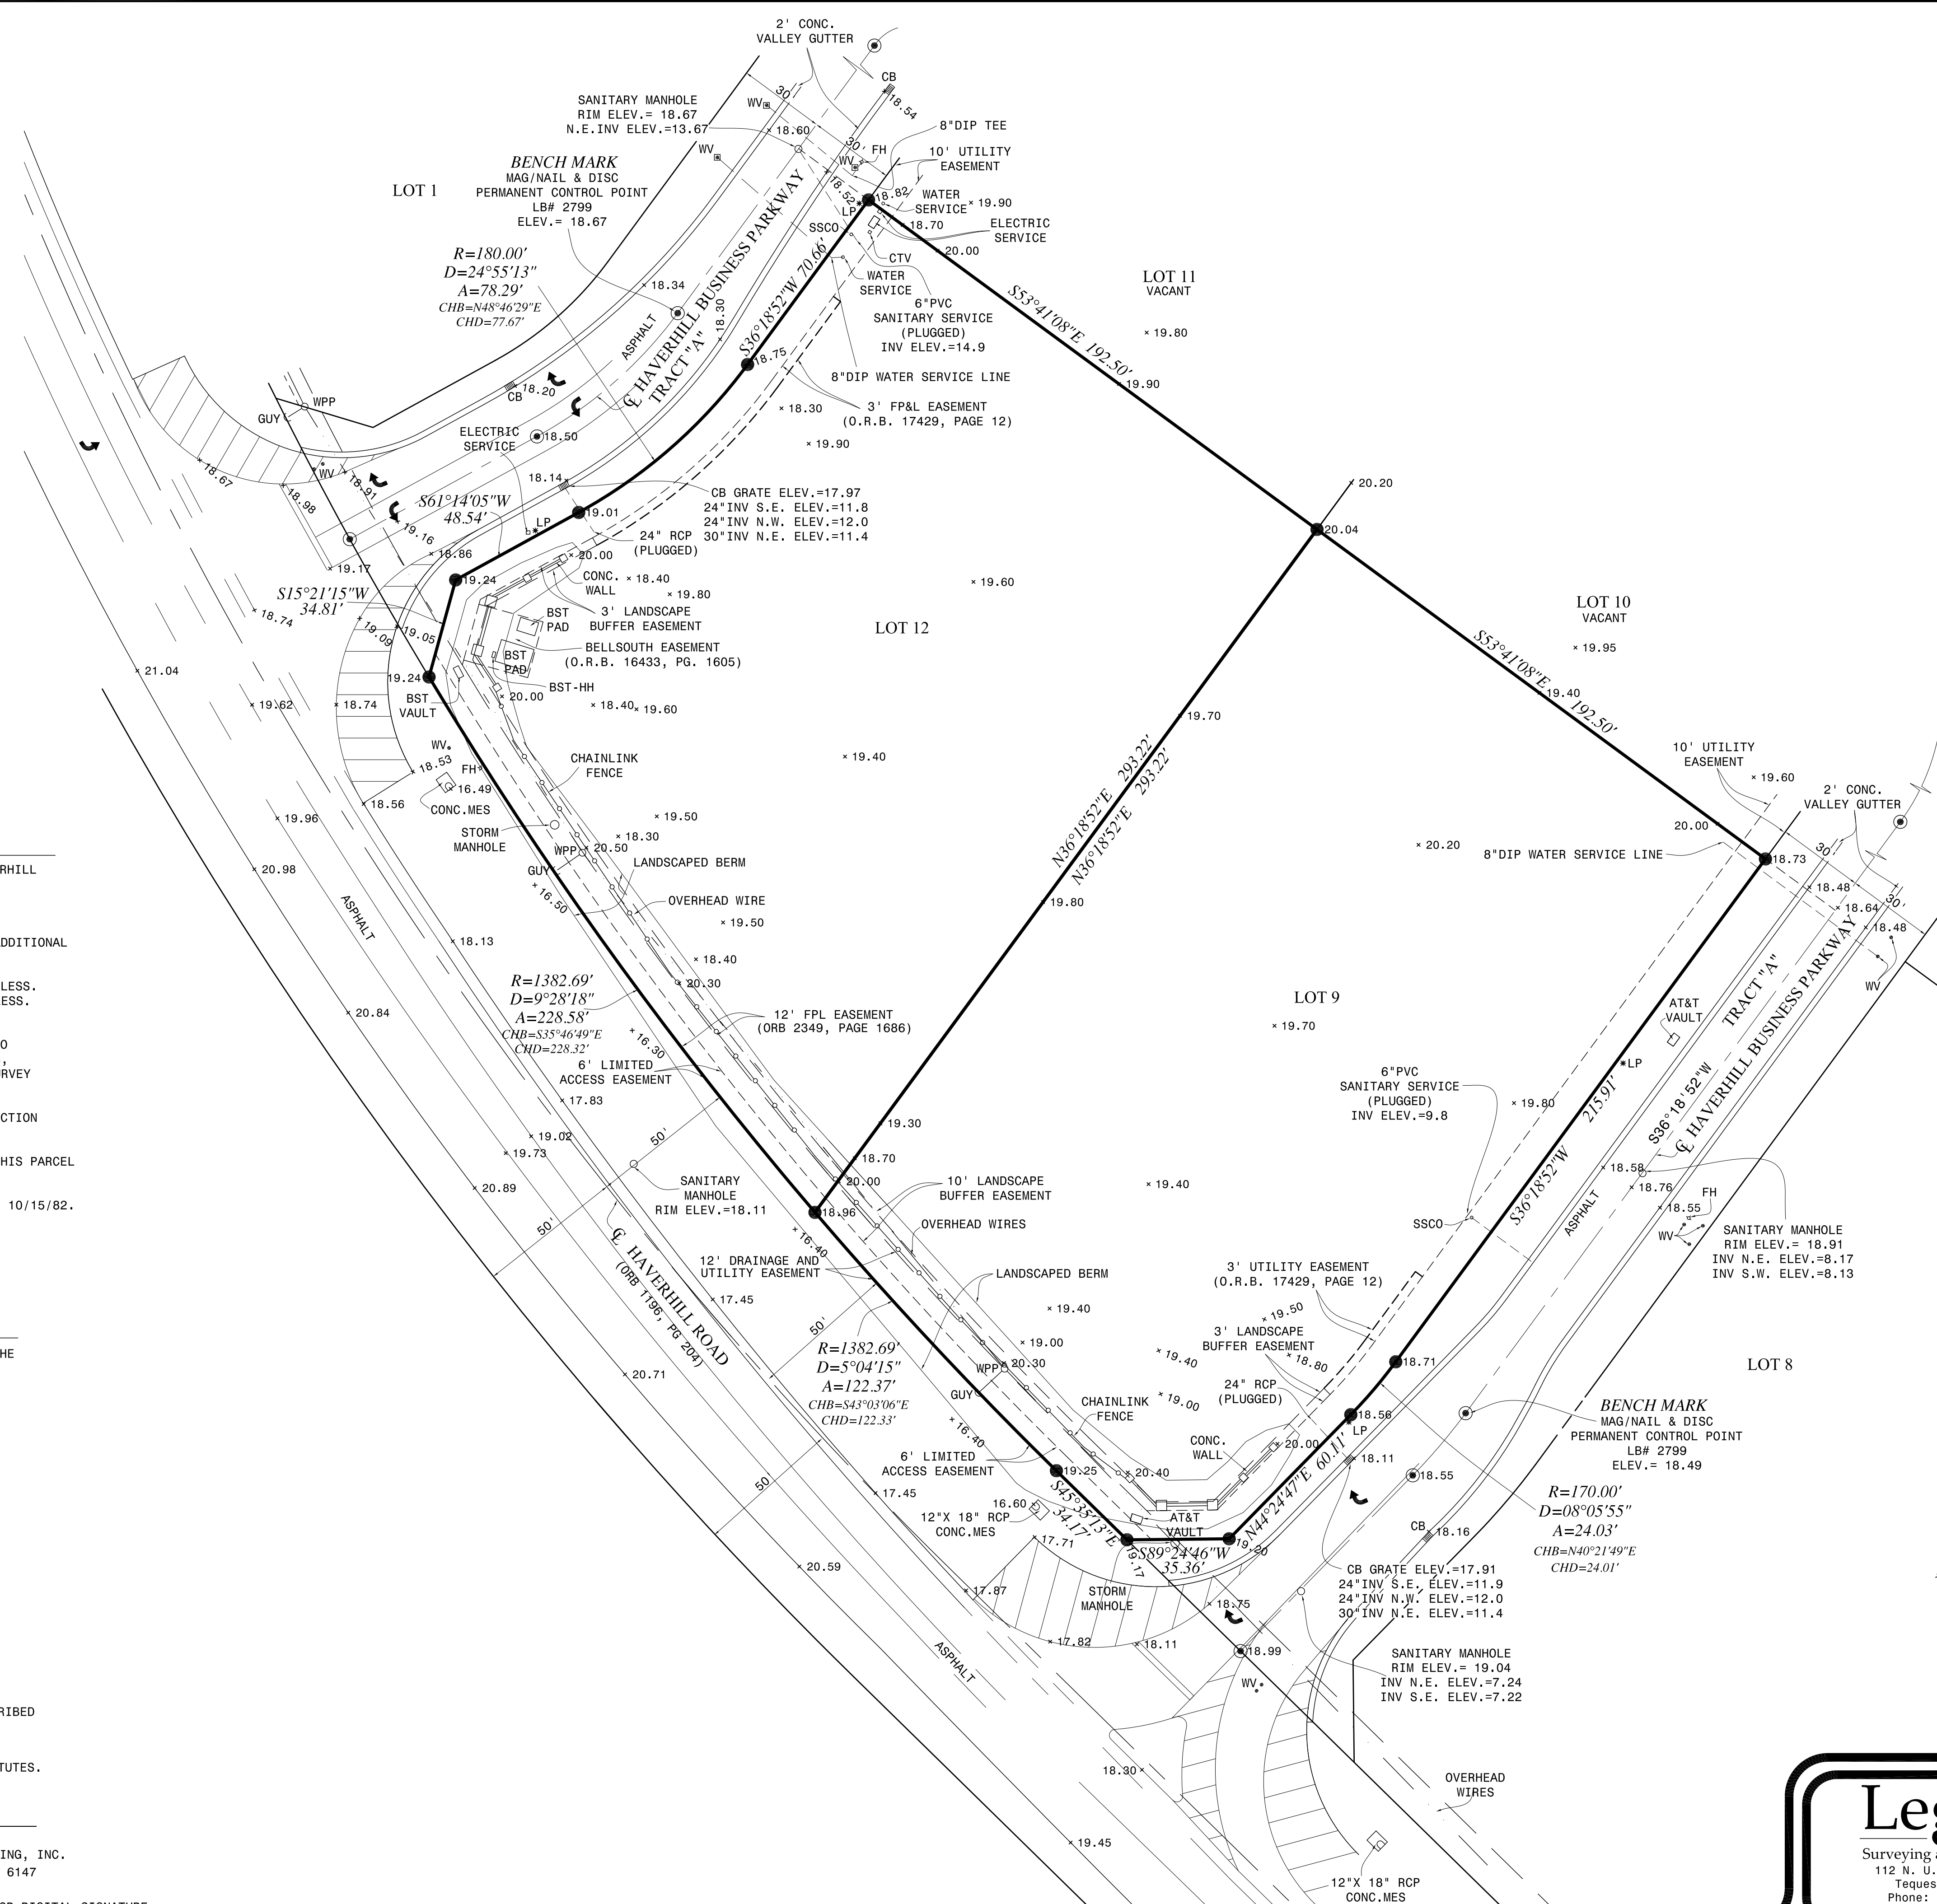 2' CONC.
VALLEY GUTTER
CB
18.54
30'
WV
SANITARY MANHOLE
RIM ELEV.= 18.67
N.E.INV ELEV.=13.67
18.60
WV
30'
FH
WV
8"DIP TEE
10' UTILITY
EASEMENT
BENCH MARK
MAG/NAIL & DISC
PERMANENT CONTROL POINT
LB# 2799
ELEV.= 18.67
LOT 1
18.52
LP
18.82
WATER
SERVICE
19.90
18.70
ELECTRIC
SERVICE
SSCO
20.00
CTV
WATER
SERVICE
R=180.00'
D=24°55'13"
A=78.29'
CHB=N48°46'29"E
CHD=77.67'
18.34
ASPHALT
18.30
HAVERHILL BUSINESS PARKWAY
TRACT "A"
S36°18'52"W 70.66'
18.75
6"PVC
SANITARY SERVICE
(PLUGGED)
INV ELEV.=14.9
LOT 11
VACANT
19.80
S53°41'08"E 192.50'
19.90
8"DIP WATER SERVICE LINE
18.30
3' FP&L EASEMENT
(O.R.B. 17429, PAGE 12)
19.90
18.20
CB
WPP
GUY
ELECTRIC
SERVICE
18.50
WV
18.67
18.98
18.91
18.14
CB GRATE ELEV.=17.97
24"INV S.E. ELEV.=11.8
24"INV N.W. ELEV.=12.0
30"INV N.E. ELEV.=11.4
S61°14'05"W
48.54'
19.01
LP
24" RCP
(PLUGGED)
19.16
18.86
20.00
19.17
19.24
CONC.
WALL
18.40
19.80
20.20
20.04
19.60
S15°21'15"W
34.81'
18.74
19.09
19.05
BST
PAD
3' LANDSCAPE
BUFFER EASEMENT
LOT 12
LOT 10
VACANT
19.95
BELLSOUTH EASEMENT
(O.R.B. 16433, PG. 1605)
BST
PAD
BST-HH
21.04
19.24
BST
VAULT
20.00
18.40
19.60
19.62
18.74
S53°41'08"E 192.50'
19.40
19.70
WV
18.53
FH
16.49
CONC.MES
18.56
CHAINLINK
FENCE
19.40
10' UTILITY
EASEMENT
19.60
2' CONC.
VALLEY GUTTER
20.00
N36°18'52"E 293.22'
N36°18'52"E 293.22'
19.96
STORM
MANHOLE
19.50
18.30
WPP
20.50
GUY
LANDSCAPED BERM
20.20
8"DIP WATER SERVICE LINE
18.73
30'
18.48
18.64
30'
18.48
RHILL
20.98
16.50
OVERHEAD WIRE
19.50
19.80
ASPHALT
DDITIONAL
18.13
18.40
WV
LESS.
ESS.
R=1382.69'
D=9°28'18"
A=228.58'
CHB=S35°46'49"E
CHD=228.32'
20.30
LOT 9
19.70
AT&T
VAULT
TRACT "A"
HAVERHILL BUSINESS PARKWAY
20.84
12' FPL EASEMENT
(ORB 2349, PAGE 1686)
O
,
RVEY
16.30
6' LIMITED
ACCESS EASEMENT
LP
S36°18'52"W
6"PVC
SANITARY SERVICE
(PLUGGED)
INV ELEV.=9.8
17.83
19.80
215.91'
CTION
19.02
50'
19.30
19.73
HIS PARCEL
18.70
18.58
18.76
20.89
SANITARY
MANHOLE
RIM ELEV.=18.11
20.00
10' LANDSCAPE
BUFFER EASEMENT
19.40
S36°18'52"W
ASPHALT
18.55
FH
WV
10/15/82.
18.96
OVERHEAD WIRES
SSCO
SANITARY MANHOLE
RIM ELEV.= 18.91
INV N.E. ELEV.=8.17
INV S.W. ELEV.=8.13
50'
16.40
HAVERHILL ROAD
(ORB 1196, PG 204)
12' DRAINAGE AND
UTILITY EASEMENT
LANDSCAPED BERM
3' UTILITY EASEMENT
(O.R.B. 17429, PAGE 12)
17.45
19.40
19.50
50'
HE
R=1382.69'
D=5°04'15"
A=122.37'
CHB=S43°03'06"E
CHD=122.33'
19.00
3' LANDSCAPE
BUFFER EASEMENT
18.80
20.71
WPP
20.30
19.40
18.71
LOT 8
GUY
19.00
24" RCP
(PLUGGED)
CHAINLINK
FENCE
BENCH MARK
MAG/NAIL & DISC
PERMANENT CONTROL POINT
LB# 2799
ELEV.= 18.49
18.56
LP
16.40
CONC.
WALL
20.00
18.11
6' LIMITED
ACCESS EASEMENT
50
19.25
20.40
18.55
17.45
16.60
12"X 18" RCP
CONC.MES
S45°35'13"E
34.17'
AT&T
VAULT
N44°24'47"E 60.11'
R=170.00'
D=08°05'55"
A=24.03'
CHB=N40°21'49"E
CHD=24.01'
CB
18.16
17.71
S89°24'46"W
35.36'
19.20
19.17
20.59
17.87
STORM
MANHOLE
CB GRATE ELEV.=17.91
24"INV S.E. ELEV.=11.9
24"INV N.W. ELEV.=12.0
30"INV N.E. ELEV.=11.4
18.75
17.82
18.11
18.99
ASPHALT
SANITARY MANHOLE
RIM ELEV.= 19.04
INV N.E. ELEV.=7.24
INV S.E. ELEV.=7.22
WV
RIBED
TUTES.
18.30
OVERHEAD
WIRES
19.45
Leg
Surveying a
112 N. U.
Teques
Phone:
ING, INC.
6147
12"X 18" RCP
CONC.MES
OR DIGITAL SIGNATURE